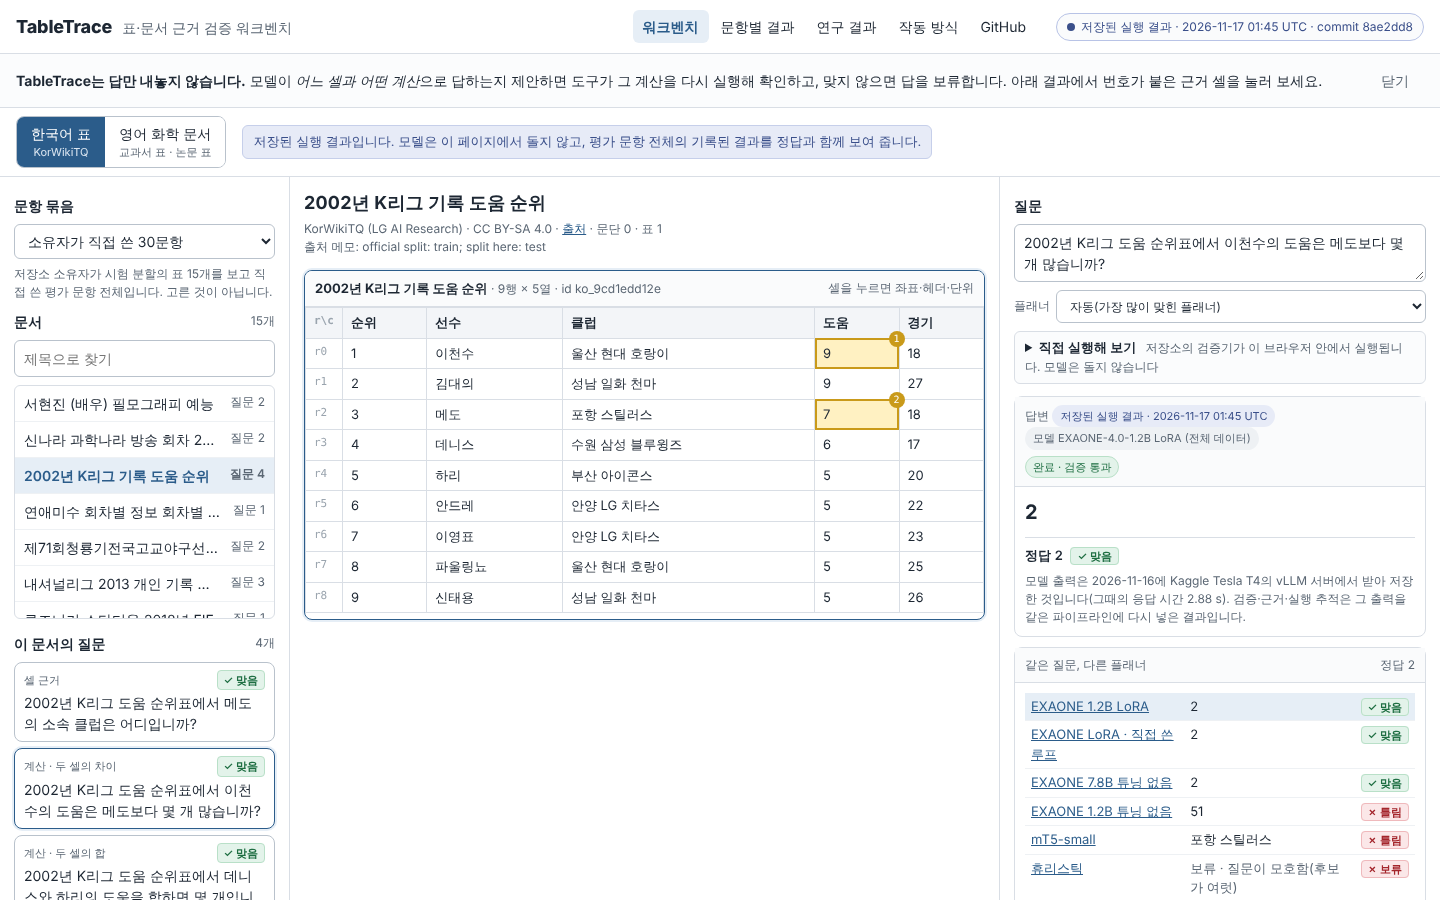 TableTrace 표·문서 근거 검증 워크벤치
워크벤치 문항별 결과 연구 결과 작동 방식 GitHub
저장된 실행 결과 · 2026-11-17 01:45 UTC · commit 8ae2dd8
TableTrace는 답만 내놓지 않습니다. 모델이 어느 셀과 어떤 계산으로 답하는지 제안하면 도구가 그 계산을 다시 실행해 확인하고, 맞지 않으면 답을 보류합니다. 아래 결과에서 번호가 붙은 근거 셀을 눌러 보세요.
닫기
한국어 표
KorWikiTQ
영어 화학 문서
교과서 표 · 논문 표
저장된 실행 결과입니다. 모델은 이 페이지에서 돌지 않고, 평가 문항 전체의 기록된 결과를 정답과 함께 보여 줍니다.
문항 묶음
소유자가 직접 쓴 30문항
저장소 소유자가 시험 분할의 표 15개를 보고 직
접 쓴 평가 문항 전체입니다. 고른 것이 아닙니다.
문서 15개
제목으로 찾기
서현진 (배우) 필모그래피 예능 질문 2
신나라 과학나라 방송 회차 2... 질문 2
2002년 K리그 기록 도움 순위 질문 4
연애미수 회차별 정보 회차별 ... 질문 1
제71회청룡기전국고교야구선... 질문 2
내셔널리그 2013 개인 기록 ... 질문 3
이 문서의 질문 4개
셀 근거 ✓ 맞음
2002년 K리그 도움 순위표에서 메도
의 소속 클럽은 어디입니까?
계산 · 두 셀의 차이 ✓ 맞음
2002년 K리그 도움 순위표에서 이천
수의 도움은 메도보다 몇 개 많습니까?
계산 · 두 셀의 합 ✓ 맞음
2002년 K리그 도움 순위표에서 데니
스와 하리의 도움을 합하면 몇 개입니
2002년 K리그 기록 도움 순위
KorWikiTQ (LG AI Research) · CC BY-SA 4.0 · 출처 · 문단 0 · 표 1
출처 메모: official split: train; split here: test
2002년 K리그 기록 도움 순위 · 9행 × 5열 · id ko_9cd1edd12e 셀을 누르면 좌표·헤더·단위
r\c 순위 선수 클럽 도움 경기
r0 1 이천수 울산 현대 호랑이 9 1 18
r1 2 김대의 성남 일화 천마 9 27
r2 3 메도 포항 스틸러스 7 2 18
r3 4 데니스 수원 삼성 블루윙즈 6 17
r4 5 하리 부산 아이콘스 5 20
r5 6 안드레 안양 LG 치타스 5 22
r6 7 이영표 안양 LG 치타스 5 23
r7 8 파울링뇨 울산 현대 호랑이 5 25
r8 9 신태용 성남 일화 천마 5 26
질문
2002년 K리그 도움 순위표에서 이천수의 도움은 메도보다 몇
개 많습니까?
플래너 자동(가장 많이 맞힌 플래너)
▶ 직접 실행해 보기 저장소의 검증기가 이 브라우저 안에서 실행됩니
다. 모델은 돌지 않습니다
답변 저장된 실행 결과 · 2026-11-17 01:45 UTC
모델 EXAONE-4.0-1.2B LoRA (전체 데이터)
완료 · 검증 통과
2
정답 2 ✓ 맞음
모델 출력은 2026-11-16에 Kaggle Tesla T4의 vLLM 서버에서 받아 저장
한 것입니다(그때의 응답 시간 2.88 s). 검증·근거·실행 추적은 그 출력을
같은 파이프라인에 다시 넣은 결과입니다.
같은 질문, 다른 플래너 정답 2
EXAONE 1.2B LoRA 2 ✓ 맞음
EXAONE LoRA · 직접 쓴
루프 2 ✓ 맞음
EXAONE 7.8B 튜닝 없음 2 ✓ 맞음
EXAONE 1.2B 튜닝 없음 51 × 틀림
mT5-small 포항 스틸러스 × 틀림
휴리스틱 보류 · 질문이 모호함(후보
가 여럿) × 보류